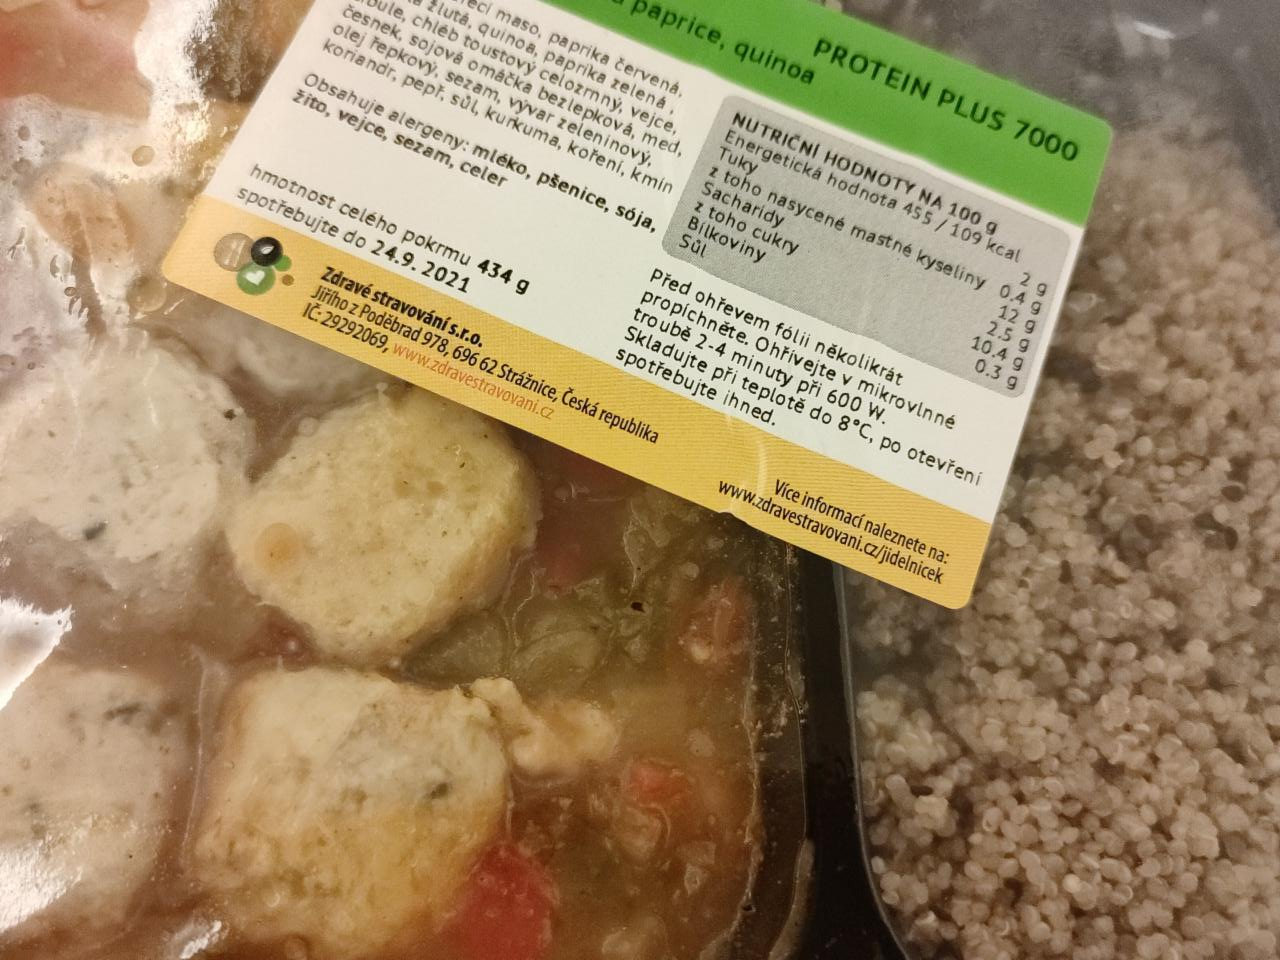 paprice, quinoa
PROTEIN PLUS 7000
maso, paprika červená,
žlutá, quinoa, paprika zelená,
chléb toustový celozrnný, vejce,
česnek, sojová omáčka bezlepková, med,
olej řepkový, sezam, vývar zeleninový,
koriandr, pepř, sůl, kurkuma, koření, kmín
Obsahuje alergeny: mléko, pšenice, sója,
žito, vejce, sezam, celer
hmotnost celého pokrmu 434 g
spotřebujte do 24.9. 2021
NUTRIČNÍ HODNOTY NA 100 g
Energetická hodnota 455 / 109 kcal
Tuky 2 g
z toho nasycené mastné kyseliny 0.4 g
Sacharidy 12 g
z toho cukry 2.5 g
Bílkoviny 10.4 g
Sůl 0.3 g
Před ohřevem fólii několikrát
propíchněte. Ohřívejte v mikrovlnné
troubě 2-4 minuty při 600 W.
Skladujte při teplotě do 8°C, po otevření
spotřebujte ihned.
Zdravé stravování s.r.o.
Jiřího z Poděbrad 978, 696 62 Strážnice, Česká republika
IČ: 29292069, www.zdravestravovani.cz
Více informací naleznete na:
www.zdravestravovani.cz/jidelnicek